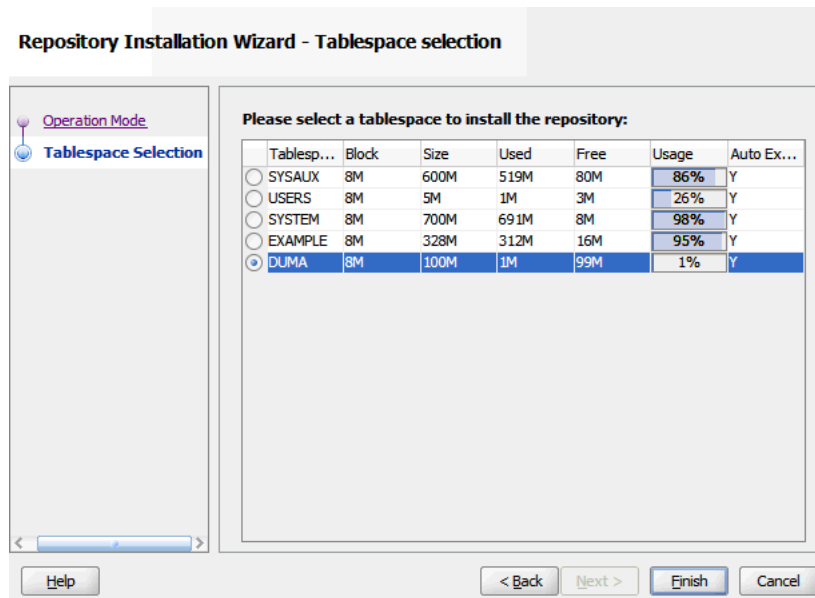 Repository Installation Wizard - Tablespace selection
Operation Mode
Tablespace Selection
Please select a tablespace to install the repository:
Tablesp... Block Size Used Free Usage Auto Ex...
SYSAUX 8M 600M 519M 80M 86% Y
USERS 8M 5M 1M 3M 26% Y
SYSTEM 8M 700M 691M 8M 98% Y
EXAMPLE 8M 328M 312M 16M 95% Y
DUMA 8M 100M 1M 99M 1% Y
Help < Back Next > Finish Cancel